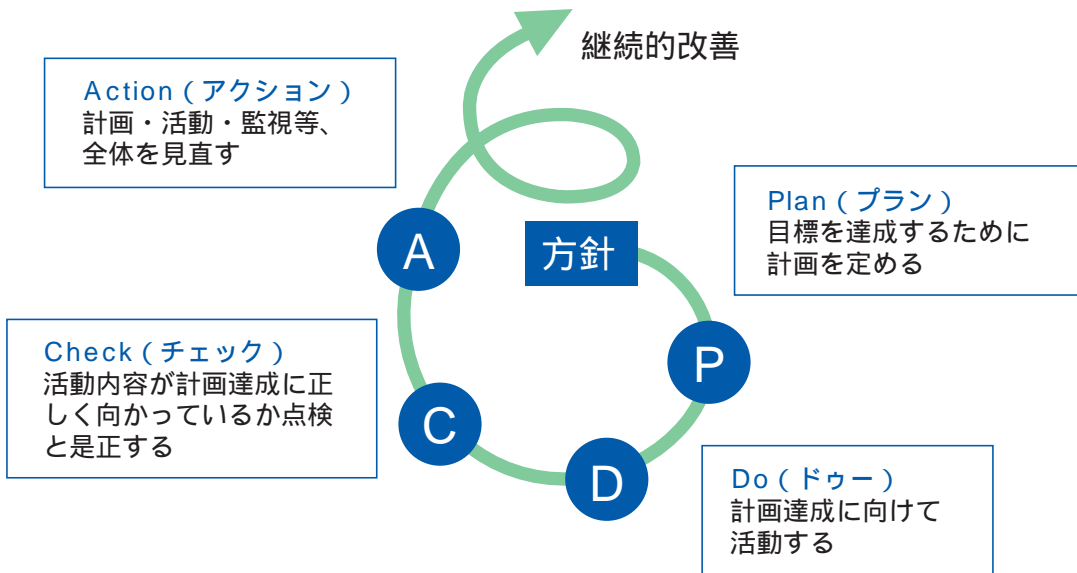 継続的改善
Action(アクション)
計画・活動・監視等、
全体を見直す
Plan(プラン)
目標を達成するために
計画を定める
方針
A
P
Check(チェック)
活動内容が計画達成に正
しく向かっているか点検
と是正する
C
D
Do(ドゥー)
計画達成に向けて
活動する